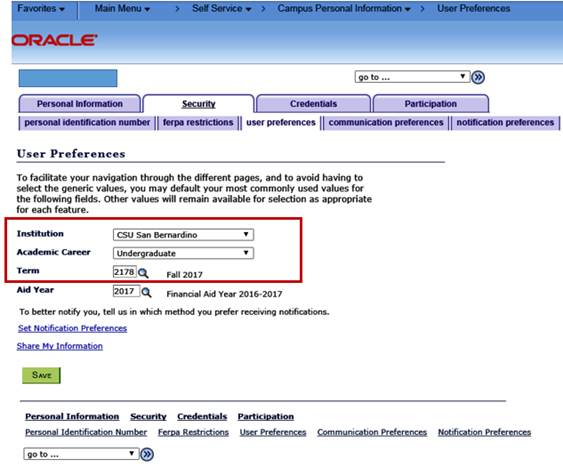 Favorites Main Menu > Self Service > Campus Personal Information > User Preferences
ORACLE
go to ...
Personal Information Security Credentials Participation
personal identification number ferpa restrictions user preferences communication preferences notification preferences
User Preferences
To facilitate your navigation through the different pages, and to avoid having to
select the generic values, you may default your most commonly used values for
the following fields. Other values will remain available for selection as appropriate
for each feature.
Institution CSU San Bernardino
Academic Career Undergraduate
Term 2178 Fall 2017
Aid Year 2017 Financial Aid Year 2016-2017
To better notify you, tell us in which method you prefer receiving notifications.
Set Notification Preferences
Share My Information
SAVE
Personal Information Security Credentials Participation
Personal Identification Number Ferpa Restrictions User Preferences Communication Preferences Notification Preferences
go to ...